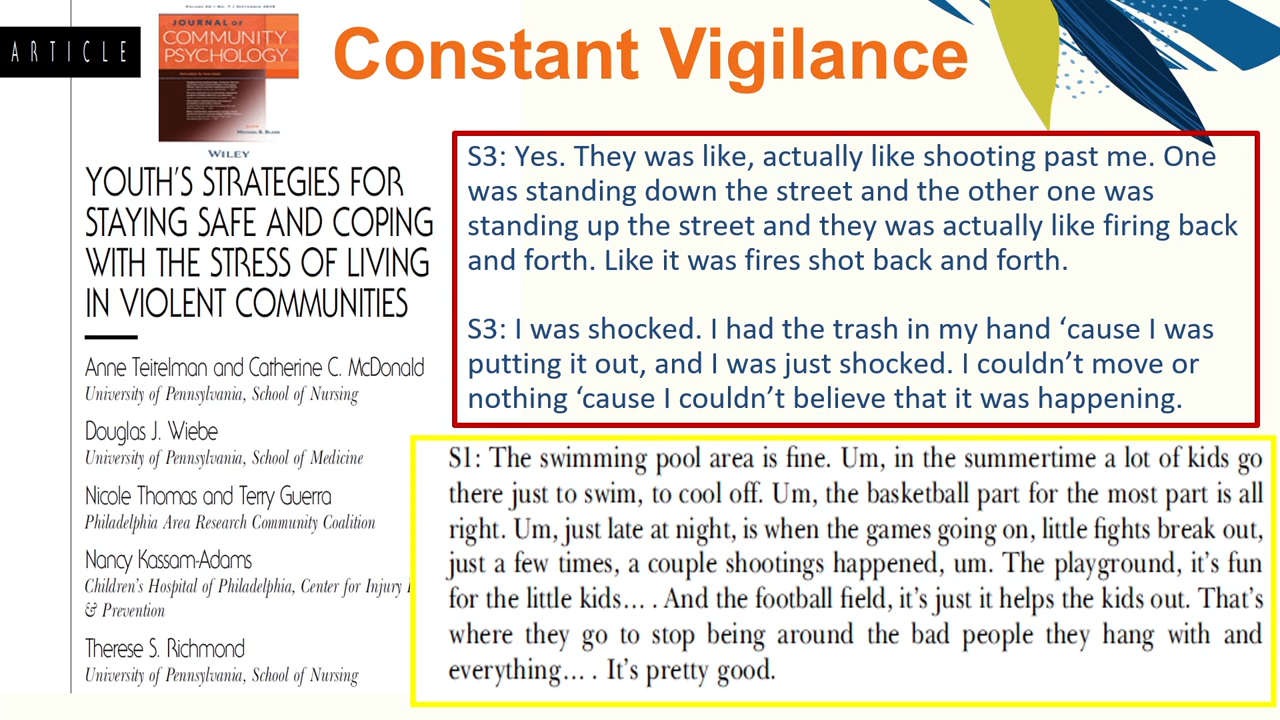 ARTICLE
JOURNAL OF
COMMUNITY
PSYCHOLOGY
WILEY
Constant Vigilance
YOUTH'S STRATEGIES FOR
STAYING SAFE AND COPING
WITH THE STRESS OF LIVING
IN VIOLENT COMMUNITIES
Anne Teitelman and Catherine C. McDonald
University of Pennsylvania, School of Nursing
Douglas J. Wiebe
University of Pennsylvania, School of Medicine
Nicole Thomas and Terry Guerra
Philadelphia Area Research Community Coalition
Nancy Kassam-Adams
Children's Hospital of Philadelphia, Center for Injury
& Prevention
Therese S. Richmond
University of Pennsylvania, School of Nursing
S3: Yes. They was like, actually like shooting past me. One
was standing down the street and the other one was
standing up the street and they was actually like firing back
and forth. Like it was fires shot back and forth.
S3: I was shocked. I had the trash in my hand ‘cause I was
putting it out, and I was just shocked. I couldn’t move or
nothing ‘cause I couldn’t believe that it was happening.
S1: The swimming pool area is fine. Um, in the summertime a lot of kids go
there just to swim, to cool off. Um, the basketball part for the most part is all
right. Um, just late at night, is when the games going on, little fights break out,
just a few times, a couple shootings happened, um. The playground, it’s fun
for the little kids… . And the football field, it’s just it helps the kids out. That’s
where they go to stop being around the bad people they hang with and
everything… . It’s pretty good.